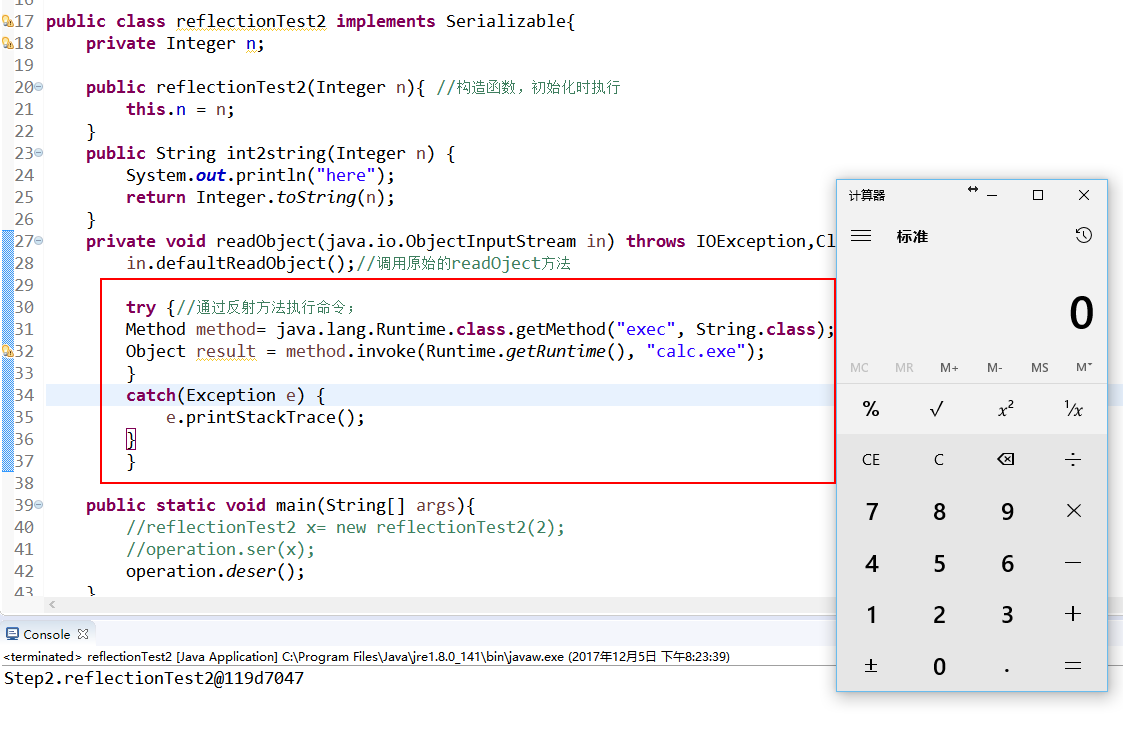 16
17 public class reflectionTest2 implements Serializable{
18     private Integer n;
19
20     public reflectionTest2(Integer n){ //构造函数，初始化时执行
21         this.n = n;
22     }
23     public String int2string(Integer n) {
24         System.out.println("here");
25         return Integer.toString(n);
26     }
27     private void readObject(java.io.ObjectInputStream in) throws IOException,Cl
28         in.defaultReadObject();//调用原始的readOject方法
29
30         try {//通过反射方法执行命令;
31         Method method= java.lang.Runtime.class.getMethod("exec", String.class);
32         Object result = method.invoke(Runtime.getRuntime(), "calc.exe");
33         }
34         catch(Exception e) {
35             e.printStackTrace();
36         }
37         }
38
39     public static void main(String[] args){
40         //reflectionTest2 x= new reflectionTest2(2);
41         //operation.ser(x);
42         operation.deser();
43     }
Console
<terminated> reflectionTest2 [Java Application] C:\Program Files\Java\jre1.8.0_141\bin\javaw.exe (2017年12月5日 下午8:23:39)
Step2.reflectionTest2@119d7047
计算器
标准
0
MC MR M+ M- MS M˅
% √ x² ¹/x
CE C ÷
7 8 9 ×
4 5 6 −
1 2 3 +
± 0 . =